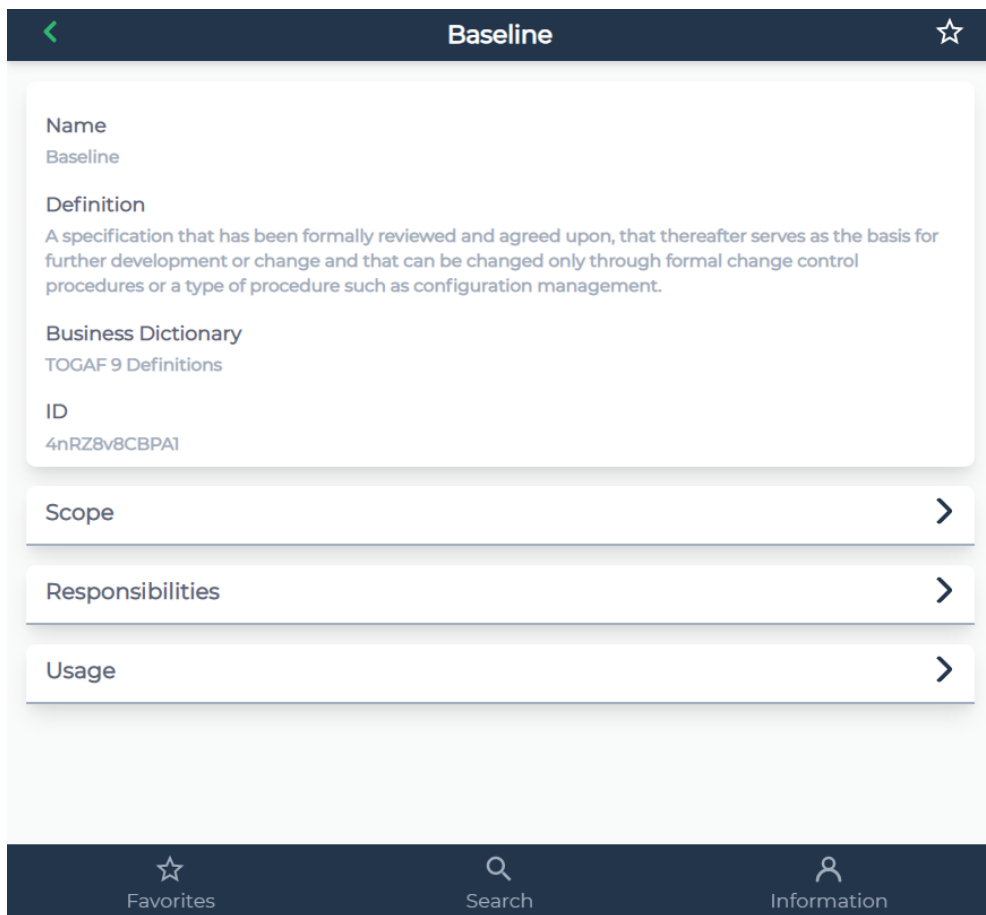 Baseline
Name
Baseline
Definition
A specification that has been formally reviewed and agreed upon, that thereafter serves as the basis for
further development or change and that can be changed only through formal change control
procedures or a type of procedure such as configuration management.
Business Dictionary
TOGAF 9 Definitions
ID
4nRZ8v8CBPA1
Scope
Responsibilities
Usage
Favorites
Search
Information